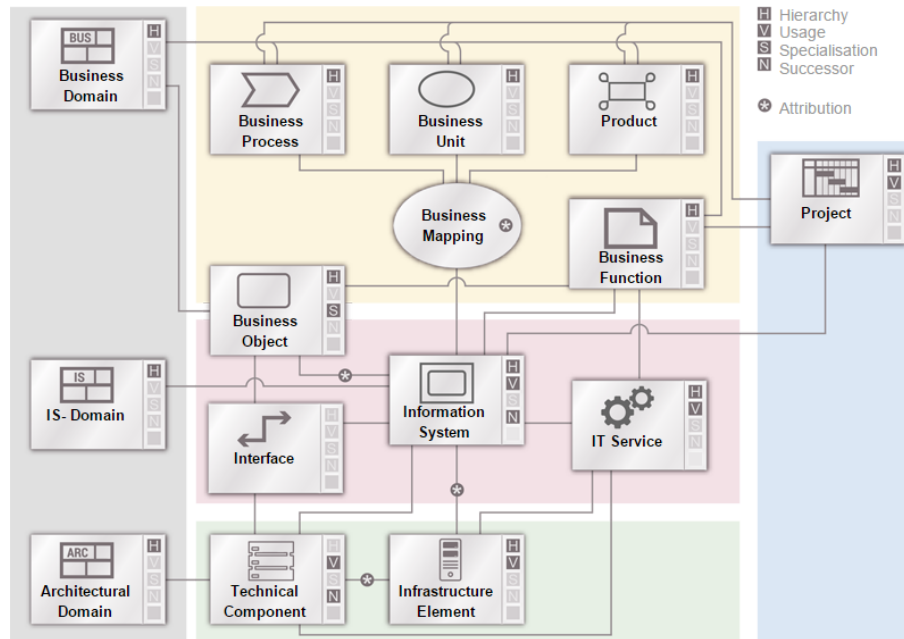 H Hierarchy
V Usage
S Specialisation
N Successor
Attribution
BUS
Business
Domain
H
V
S
N
Business
Process
H
V
S
N
Business
Unit
H
V
S
N
Product
H
V
S
N
Project
H
V
S
N
Business
Mapping
Business
Function
H
V
S
N
Business
Object
H
V
S
N
IS
IS- Domain
H
V
S
N
Interface
H
V
S
N
Information
System
H
V
S
N
IT Service
H
V
S
N
ARC
Architectural
Domain
H
V
S
N
Technical
Component
H
V
S
N
Infrastructure
Element
H
V
S
N